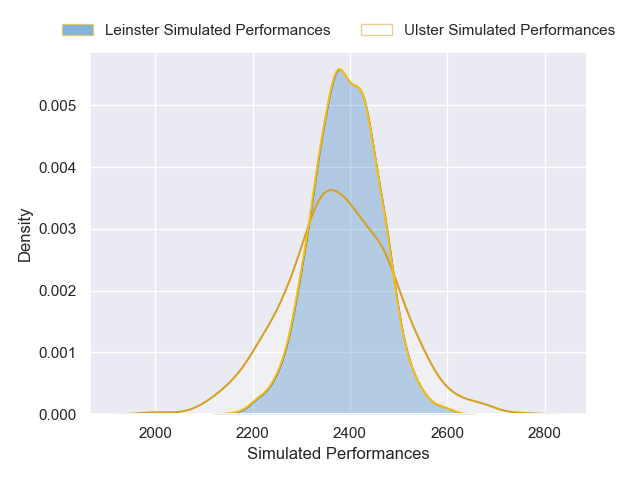 Leinster Simulated Performances Ulster Simulated Performances
0.005
0.004
0.003
0.002
0.001
0.000
Density
2000 2200 2400 2600 2800
Simulated Performances